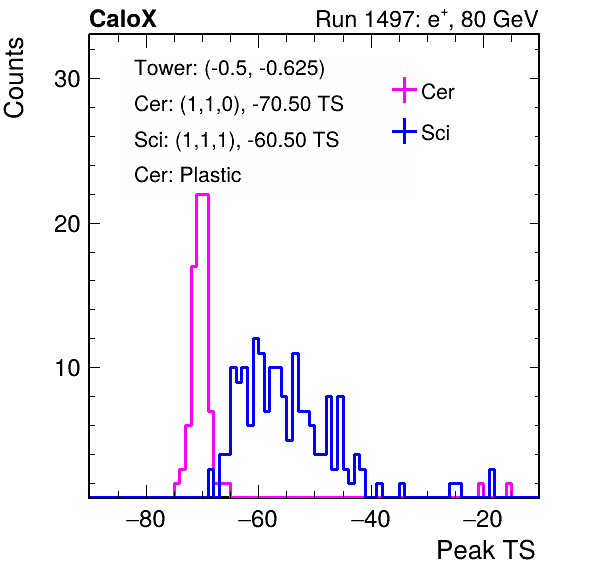 CaloX Run 1497: e⁺, 80 GeV
Counts
Tower: (-0.5, -0.625)
Cer: (1,1,0), -70.50 TS
Sci: (1,1,1), -60.50 TS
Cer: Plastic
Cer
Sci
30
20
10
−80 −60 −40 −20
Peak TS